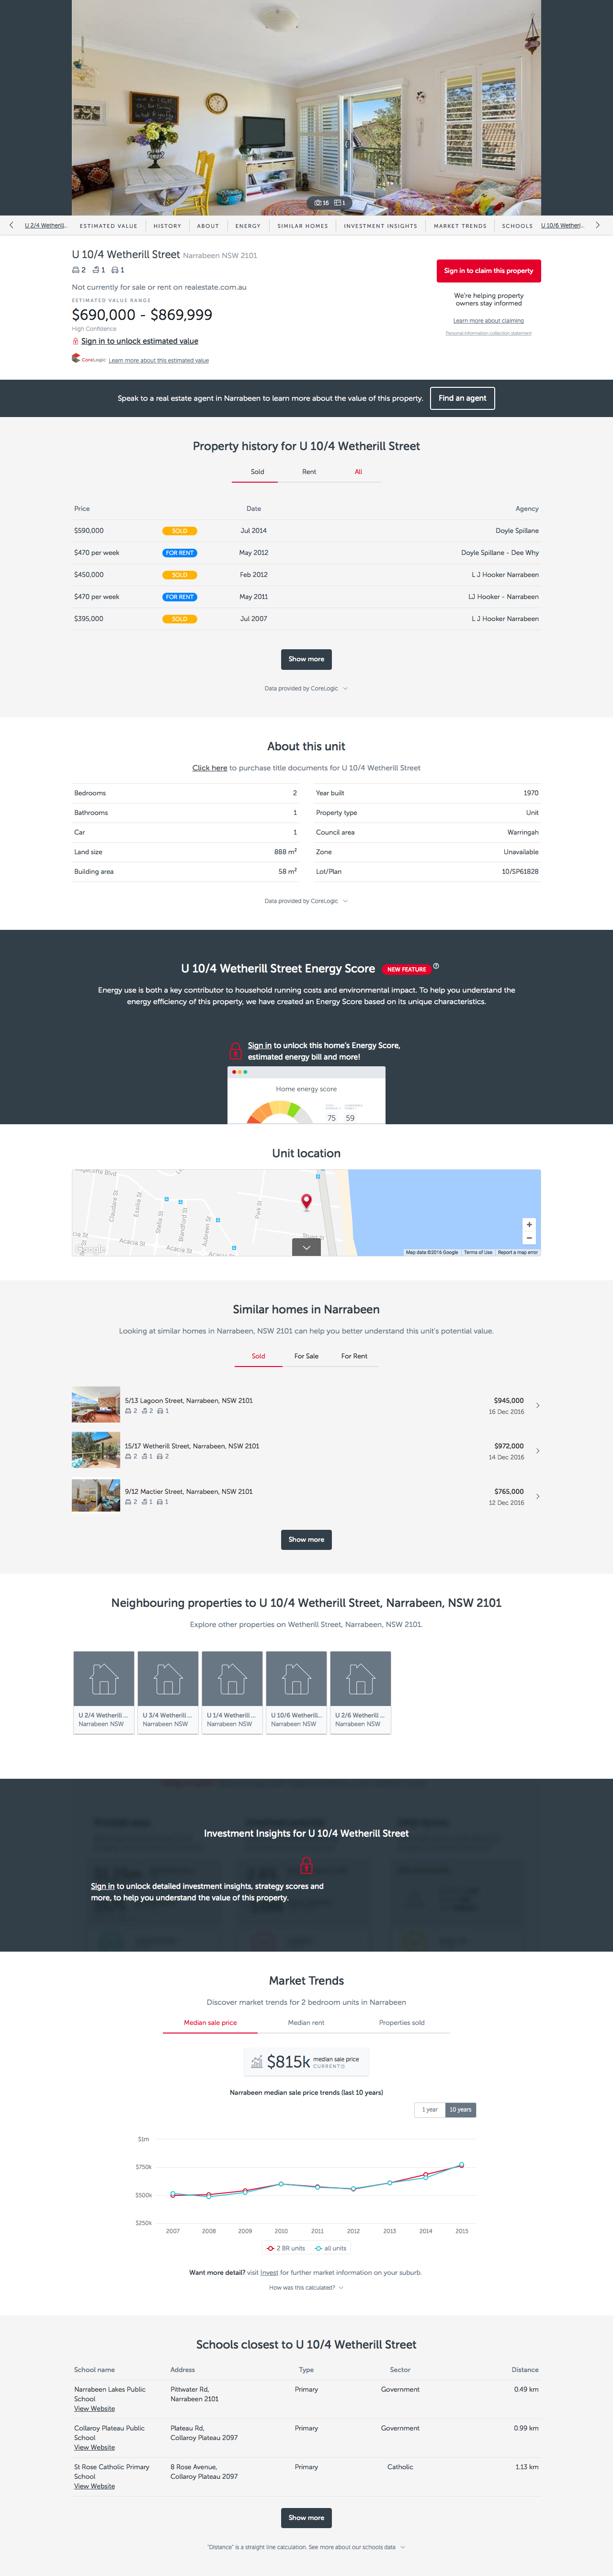 16 1
U 2/4 Wetherill...
ESTIMATED VALUE
HISTORY
ABOUT
ENERGY
SIMILAR HOMES
INVESTMENT INSIGHTS
MARKET TRENDS
SCHOOLS
U 10/6 Wetheri...
U 10/4 Wetherill Street Narrabeen NSW 2101
2 1 1
Not currently for sale or rent on realestate.com.au
ESTIMATED VALUE RANGE
$690,000 - $869,999
High Confidence
Sign in to unlock estimated value
CoreLogic Learn more about this estimated value
Sign in to claim this property
We're helping property
owners stay informed
Learn more about claiming
Personal information collection statement
Speak to a real estate agent in Narrabeen to learn more about the value of this property. Find an agent
Property history for U 10/4 Wetherill Street
Sold Rent All
Price Date Agency
$590,000 SOLD Jul 2014 Doyle Spillane
$470 per week FOR RENT May 2012 Doyle Spillane - Dee Why
$450,000 SOLD Feb 2012 L J Hooker Narrabeen
$470 per week FOR RENT May 2011 LJ Hooker - Narrabeen
$395,000 SOLD Jul 2007 L J Hooker Narrabeen
Show more
Data provided by CoreLogic
About this unit
Click here to purchase title documents for U 10/4 Wetherill Street
Bedrooms 2 Year built 1970
Bathrooms 1 Property type Unit
Car 1 Council area Warringah
Land size 888 m² Zone Unavailable
Building area 58 m² Lot/Plan 10/SP61828
Data provided by CoreLogic
U 10/4 Wetherill Street Energy Score NEW FEATURE ?
Energy use is both a key contributor to household running costs and environmental impact. To help you understand the
energy efficiency of this property, we have created an Energy Score based on its unique characteristics.
Sign in to unlock this home's Energy Score,
estimated energy bill and more!
Home energy score
75 59
Unit location
Claudare St
Essilia St
Stella St
Blandford St
Aubreen St
Park St
Acacia St
Acacia St
Google
Map data ©2016 Google Terms of Use Report a map error
Similar homes in Narrabeen
Looking at similar homes in Narrabeen, NSW 2101 can help you better understand this unit's potential value.
Sold For Sale For Rent
5/13 Lagoon Street, Narrabeen, NSW 2101 $945,000
2 2 1 16 Dec 2016
15/17 Wetherill Street, Narrabeen, NSW 2101 $972,000
2 1 2 14 Dec 2016
9/12 Mactier Street, Narrabeen, NSW 2101 $765,000
2 1 1 12 Dec 2016
Show more
Neighbouring properties to U 10/4 Wetherill Street, Narrabeen, NSW 2101
Explore other properties on Wetherill Street, Narrabeen, NSW 2101.
U 2/4 Wetherill ... U 3/4 Wetherill ... U 1/4 Wetherill ... U 10/6 Wetherill... U 2/6 Wetherill ...
Narrabeen NSW Narrabeen NSW Narrabeen NSW Narrabeen NSW Narrabeen NSW
Investment Insights for U 10/4 Wetherill Street
Sign in to unlock detailed investment insights, strategy scores and
more, to help you understand the value of this property.
Market Trends
Discover market trends for 2 bedroom units in Narrabeen
Median sale price Median rent Properties sold
$815k median sale price
CURRENT
Narrabeen median sale price trends (last 10 years)
1 year 10 years
$1m
$750k
$500k
$250k
2007 2008 2009 2010 2011 2012 2013 2014 2015
2 BR units all units
Want more detail? visit Invest for further market information on your suburb.
How was this calculated?
Schools closest to U 10/4 Wetherill Street
School name Address Type Sector Distance
Narrabeen Lakes Public Pittwater Rd, Primary Government 0.49 km
School Narrabeen 2101
View Website
Collaroy Plateau Public Plateau Rd, Primary Government 0.99 km
School Collaroy Plateau 2097
View Website
St Rose Catholic Primary 8 Rose Avenue, Primary Catholic 1.13 km
School Collaroy Plateau 2097
View Website
Show more
"Distance" is a straight line calculation. See more about our schools data